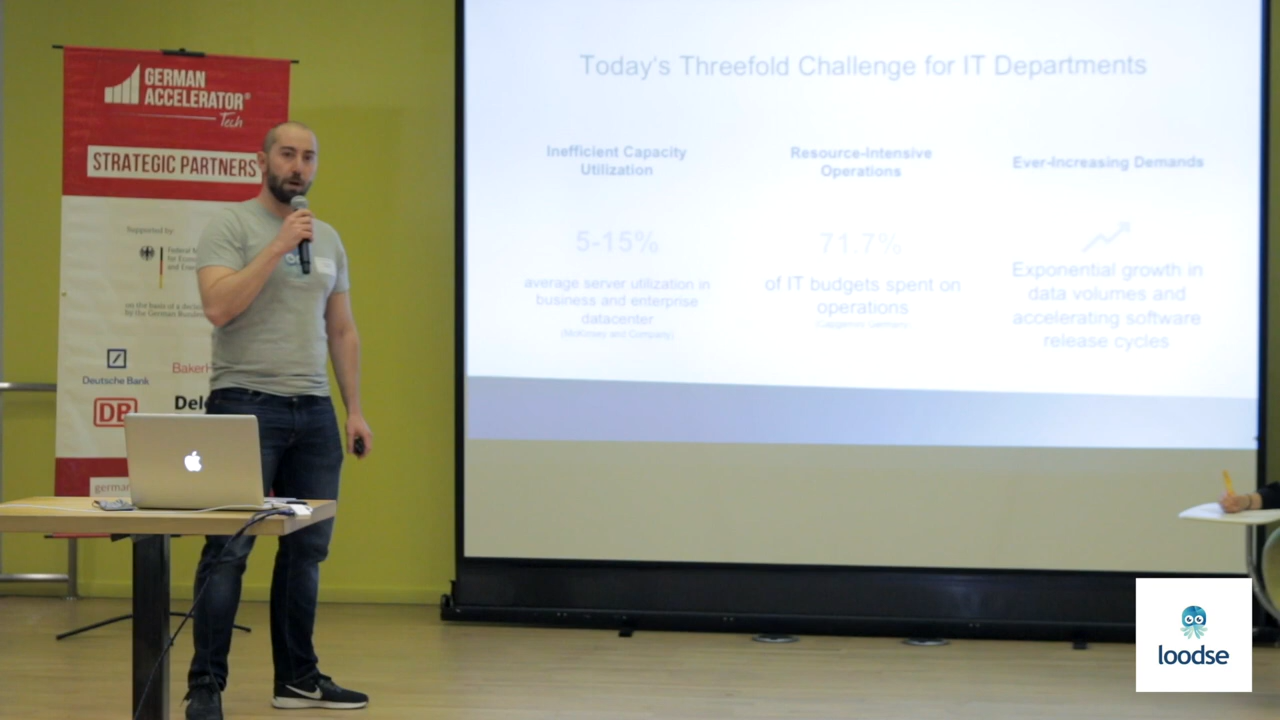 GERMAN
ACCELERATOR
Tech
STRATEGIC PARTNERS
Supported by:
Federal
on the basis of a
by the German
Deutsche Bank
DB
german
Today's Threefold Challenge for IT Departments
Inefficient Capacity
Utilization
5-15%
average server utilization in
business and enterprise
datacenter
(McKinsey and Company)
Resource-Intensive
Operations
71.7%
of IT budgets spent on
operations
Ever-Increasing Demands
Exponential growth in
data volumes and
accelerating software
release cycles
loodse